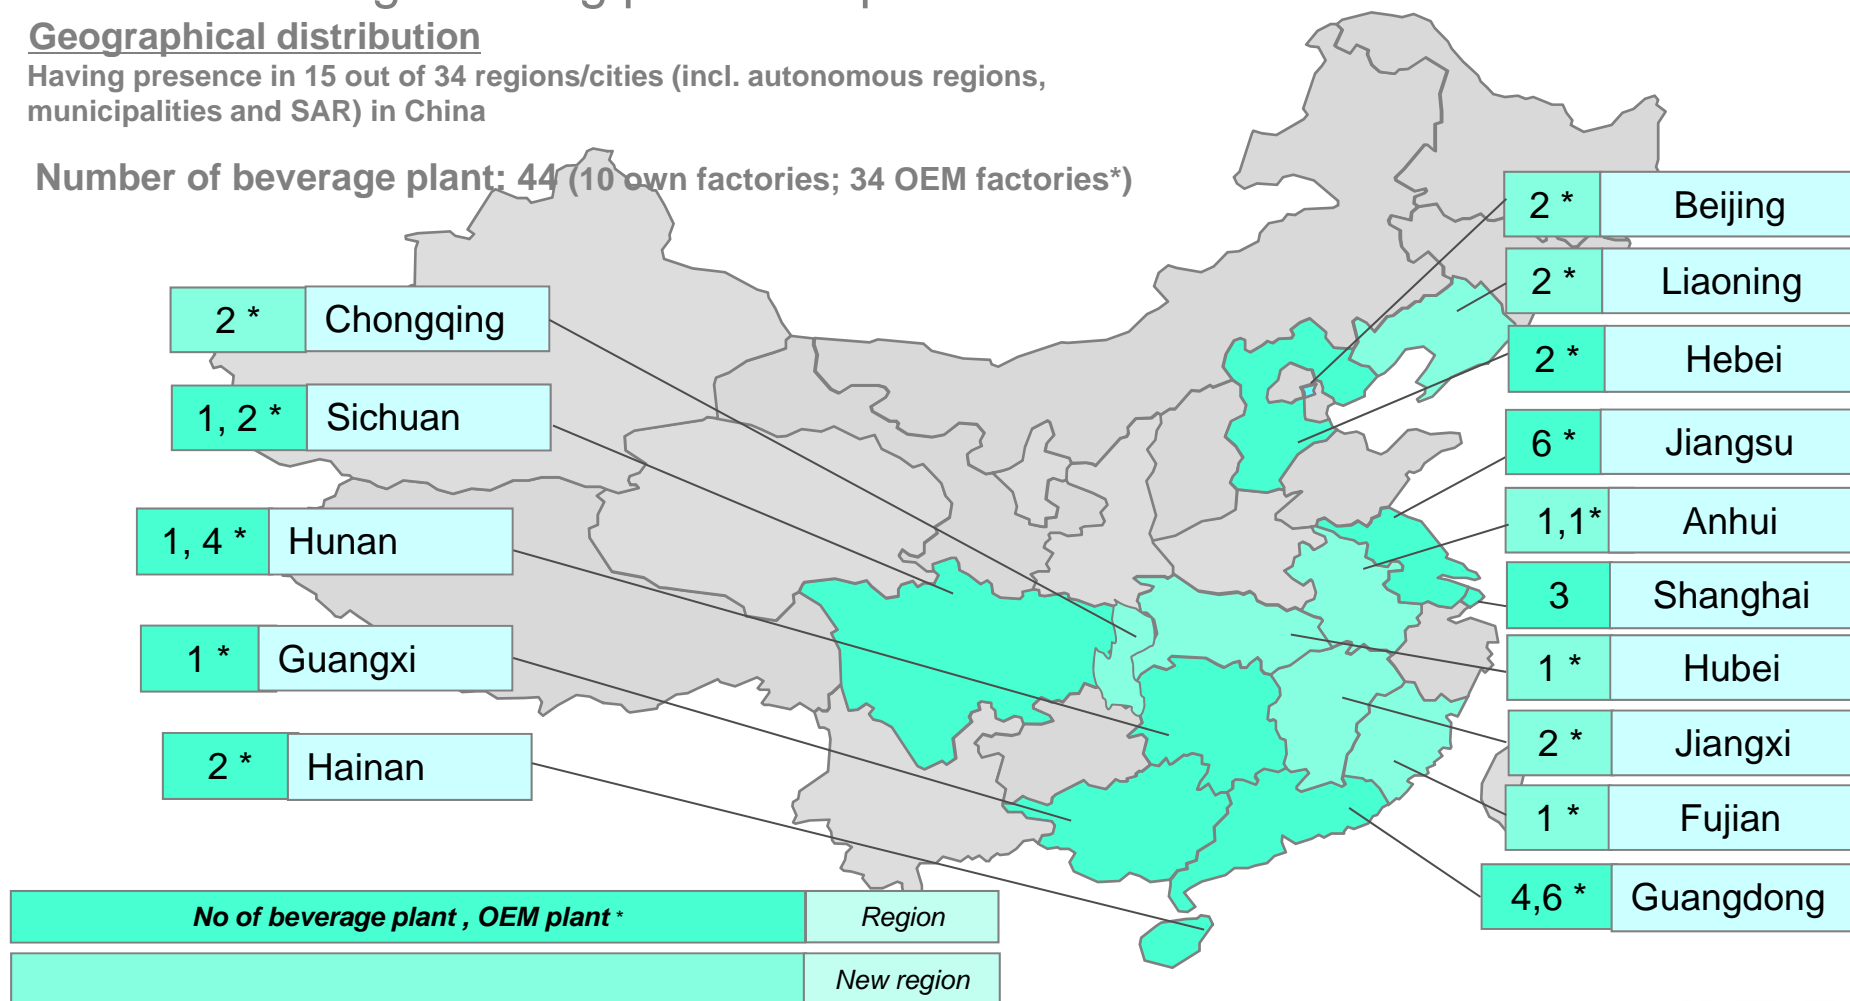 Geographical distribution
Having presence in 15 out of 34 regions/cities (incl. autonomous regions,
municipalities and SAR) in China
Number of beverage plant: 44 (10 own factories; 34 OEM factories*)
2 * Chongqing
1, 2 * Sichuan
1, 4 * Hunan
1 * Guangxi
2 * Hainan
2 * Beijing
2 * Liaoning
2 * Hebei
6 * Jiangsu
1,1* Anhui
3 Shanghai
1 * Hubei
2 * Jiangxi
1 * Fujian
4,6 * Guangdong
No of beverage plant , OEM plant * Region
New region